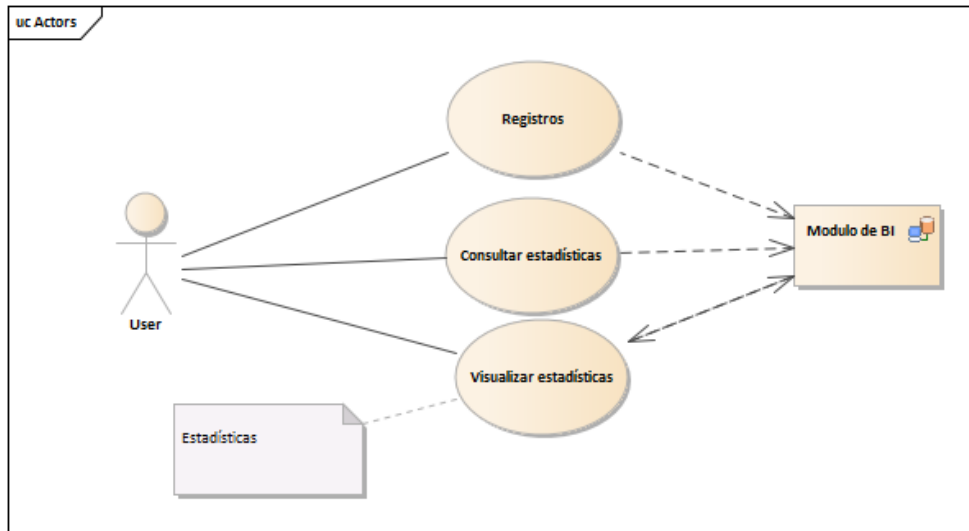 uc Actors
Registros
Modulo de BI
Consultar estadísticas
User
Visualizar estadísticas
Estadísticas